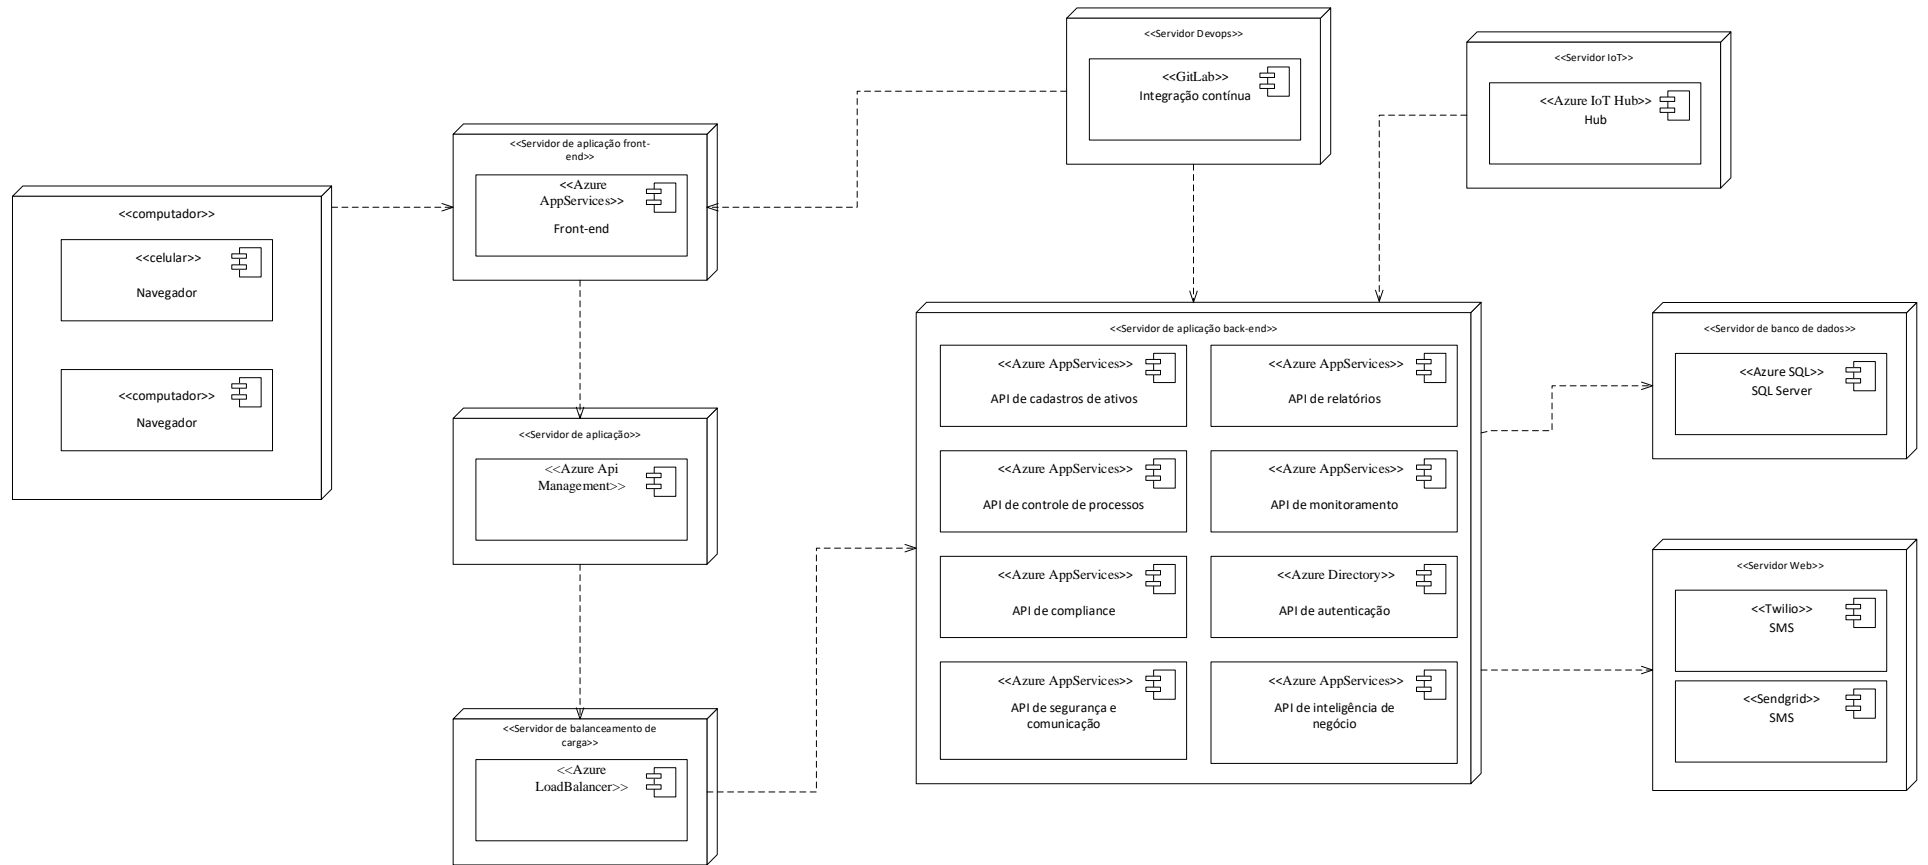 <<computador>>
<<celular>>
Navegador
<<computador>>
Navegador
<<Servidor de aplicação front-
end>>
<<Azure
AppServices>>
Front-end
<<Servidor de aplicação>>
<<Azure Api
Management>>
<<Servidor de balanceamento de
carga>>
<<Azure
LoadBalancer>>
<<Servidor Devops>>
<<GitLab>>
Integração contínua
<<Servidor IoT>>
<<Azure IoT Hub>>
Hub
<<Servidor de aplicação back-end>>
<<Azure AppServices>>
API de cadastros de ativos
<<Azure AppServices>>
API de relatórios
<<Azure AppServices>>
API de controle de processos
<<Azure AppServices>>
API de monitoramento
<<Azure AppServices>>
API de compliance
<<Azure Directory>>
API de autenticação
<<Azure AppServices>>
API de segurança e
comunicação
<<Azure AppServices>>
API de inteligência de
negócio
<<Servidor de banco de dados>>
<<Azure SQL>>
SQL Server
<<Servidor Web>>
<<Twilio>>
SMS
<<Sendgrid>>
SMS